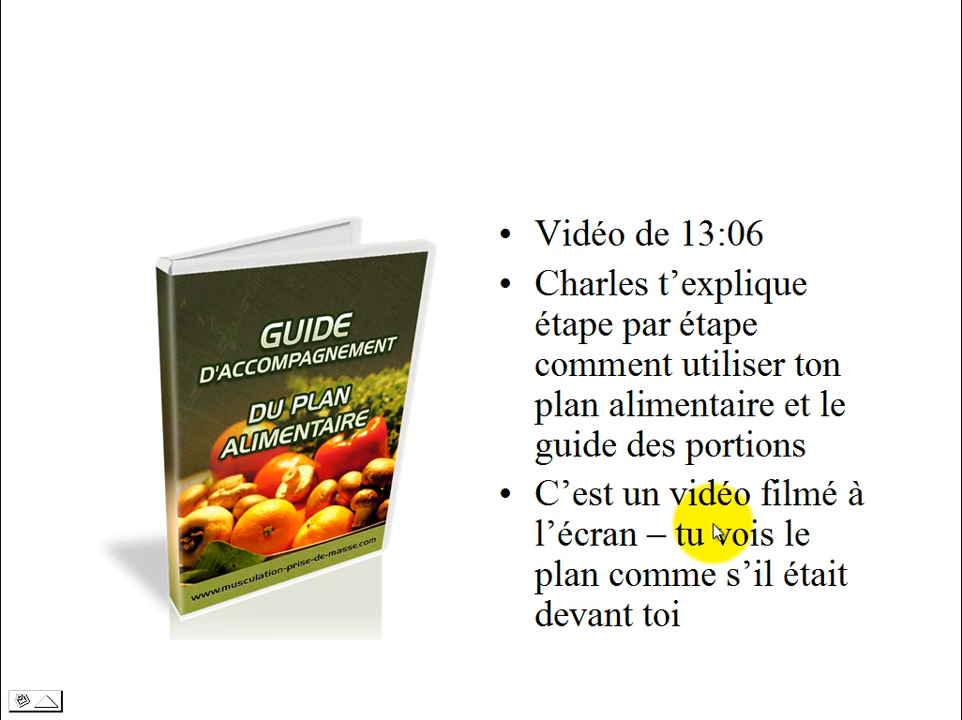 GUIDE
D'ACCOMPAGNEMENT
DU PLAN
ALIMENTAIRE
www.musculation-prise-de-masse.com
• Vidéo de 13:06
• Charles t’explique
étape par étape
comment utiliser ton
plan alimentaire et le
guide des portions
• C’est un vidéo filmé à
l’écran – tu vois le
plan comme s’il était
devant toi